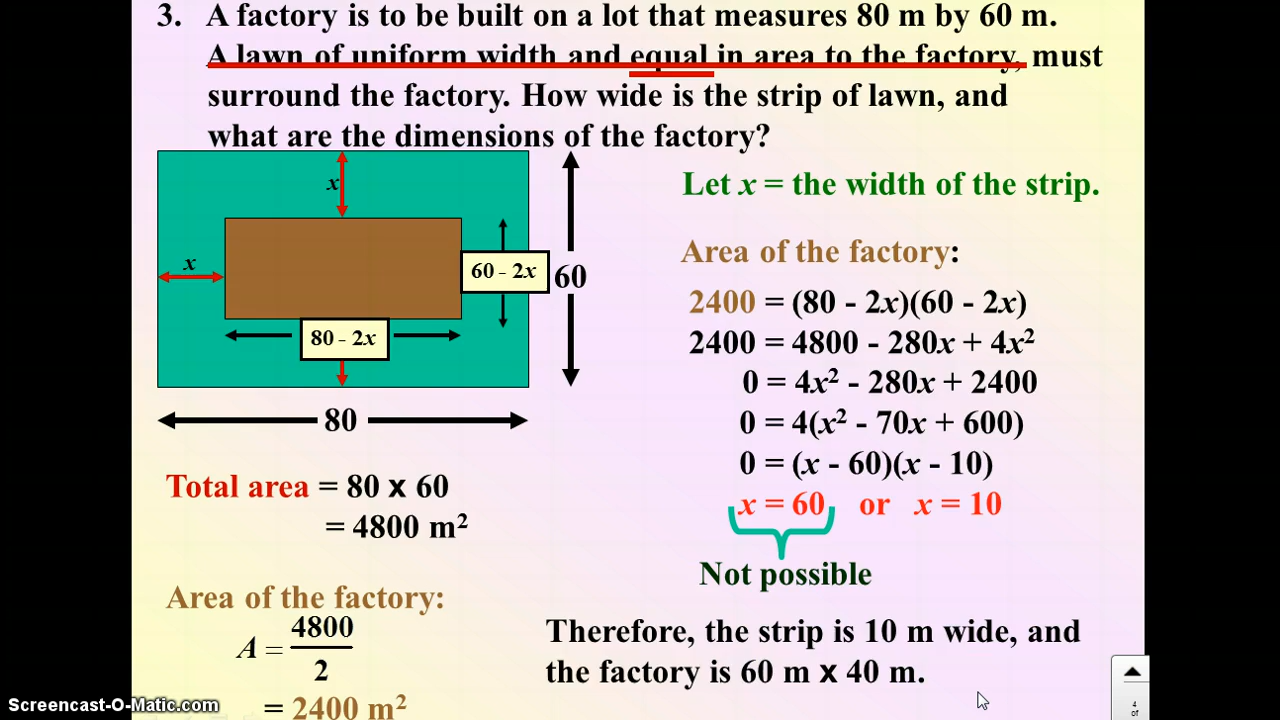 3. A factory is to be built on a lot that measures 80 m by 60 m.
A lawn of uniform width and equal in area to the factory, must
surround the factory. How wide is the strip of lawn, and
what are the dimensions of the factory?
x
x
60 - 2x
60
80 - 2x
80
Total area = 80 x 60
= 4800 m²
Area of the factory:
A = 4800
2
= 2400 m²
Let x = the width of the strip.
Area of the factory:
2400 = (80 - 2x)(60 - 2x)
2400 = 4800 - 280x + 4x²
0 = 4x² - 280x + 2400
0 = 4(x² - 70x + 600)
0 = (x - 60)(x - 10)
x = 60 or x = 10
Not possible
Therefore, the strip is 10 m wide, and
the factory is 60 m x 40 m.
4
of
Screencast-O-Matic.com